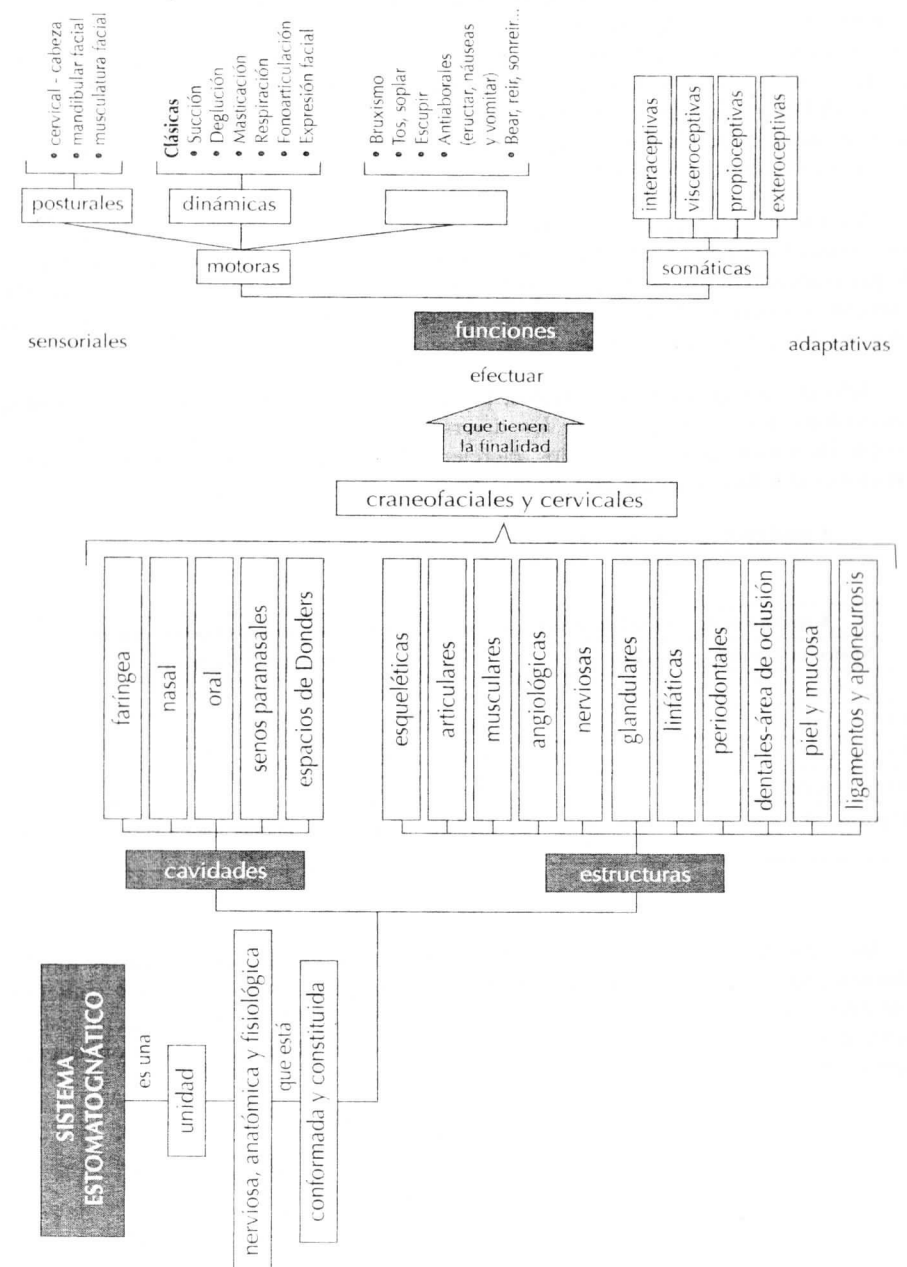 SISTEMA
ESTOMATOGNÁTICO
es una
unidad
nerviosa, anatómica y fisiológica
que está
conformada y constituida
cavidades
faríngea
nasal
oral
senos paranasales
espacios de Donders
estructuras
esqueléticas
articulares
musculares
angiológicas
nerviosas
glandulares
linfáticas
periodontales
dentales-área de oclusión
piel y mucosa
ligamentos y aponeurosis
craneofaciales y cervicales
que tienen
la finalidad
efectuar
funciones
sensoriales
adaptativas
motoras
posturales
• cervical - cabeza
• mandibular facial
• musculatura facial
dinámicas
Clásicas
• Succión
• Deglución
• Masticación
• Respiración
• Fonoarticulación
• Expresión facial
• Bruxismo
• Tos, soplar
• Escupir
• Antiaborales
(eructar, náuseas
y vomitar)
• Bear, reír, sonreir...
somáticas
interaceptivas
visceroceptivas
propioceptivas
exteroceptivas